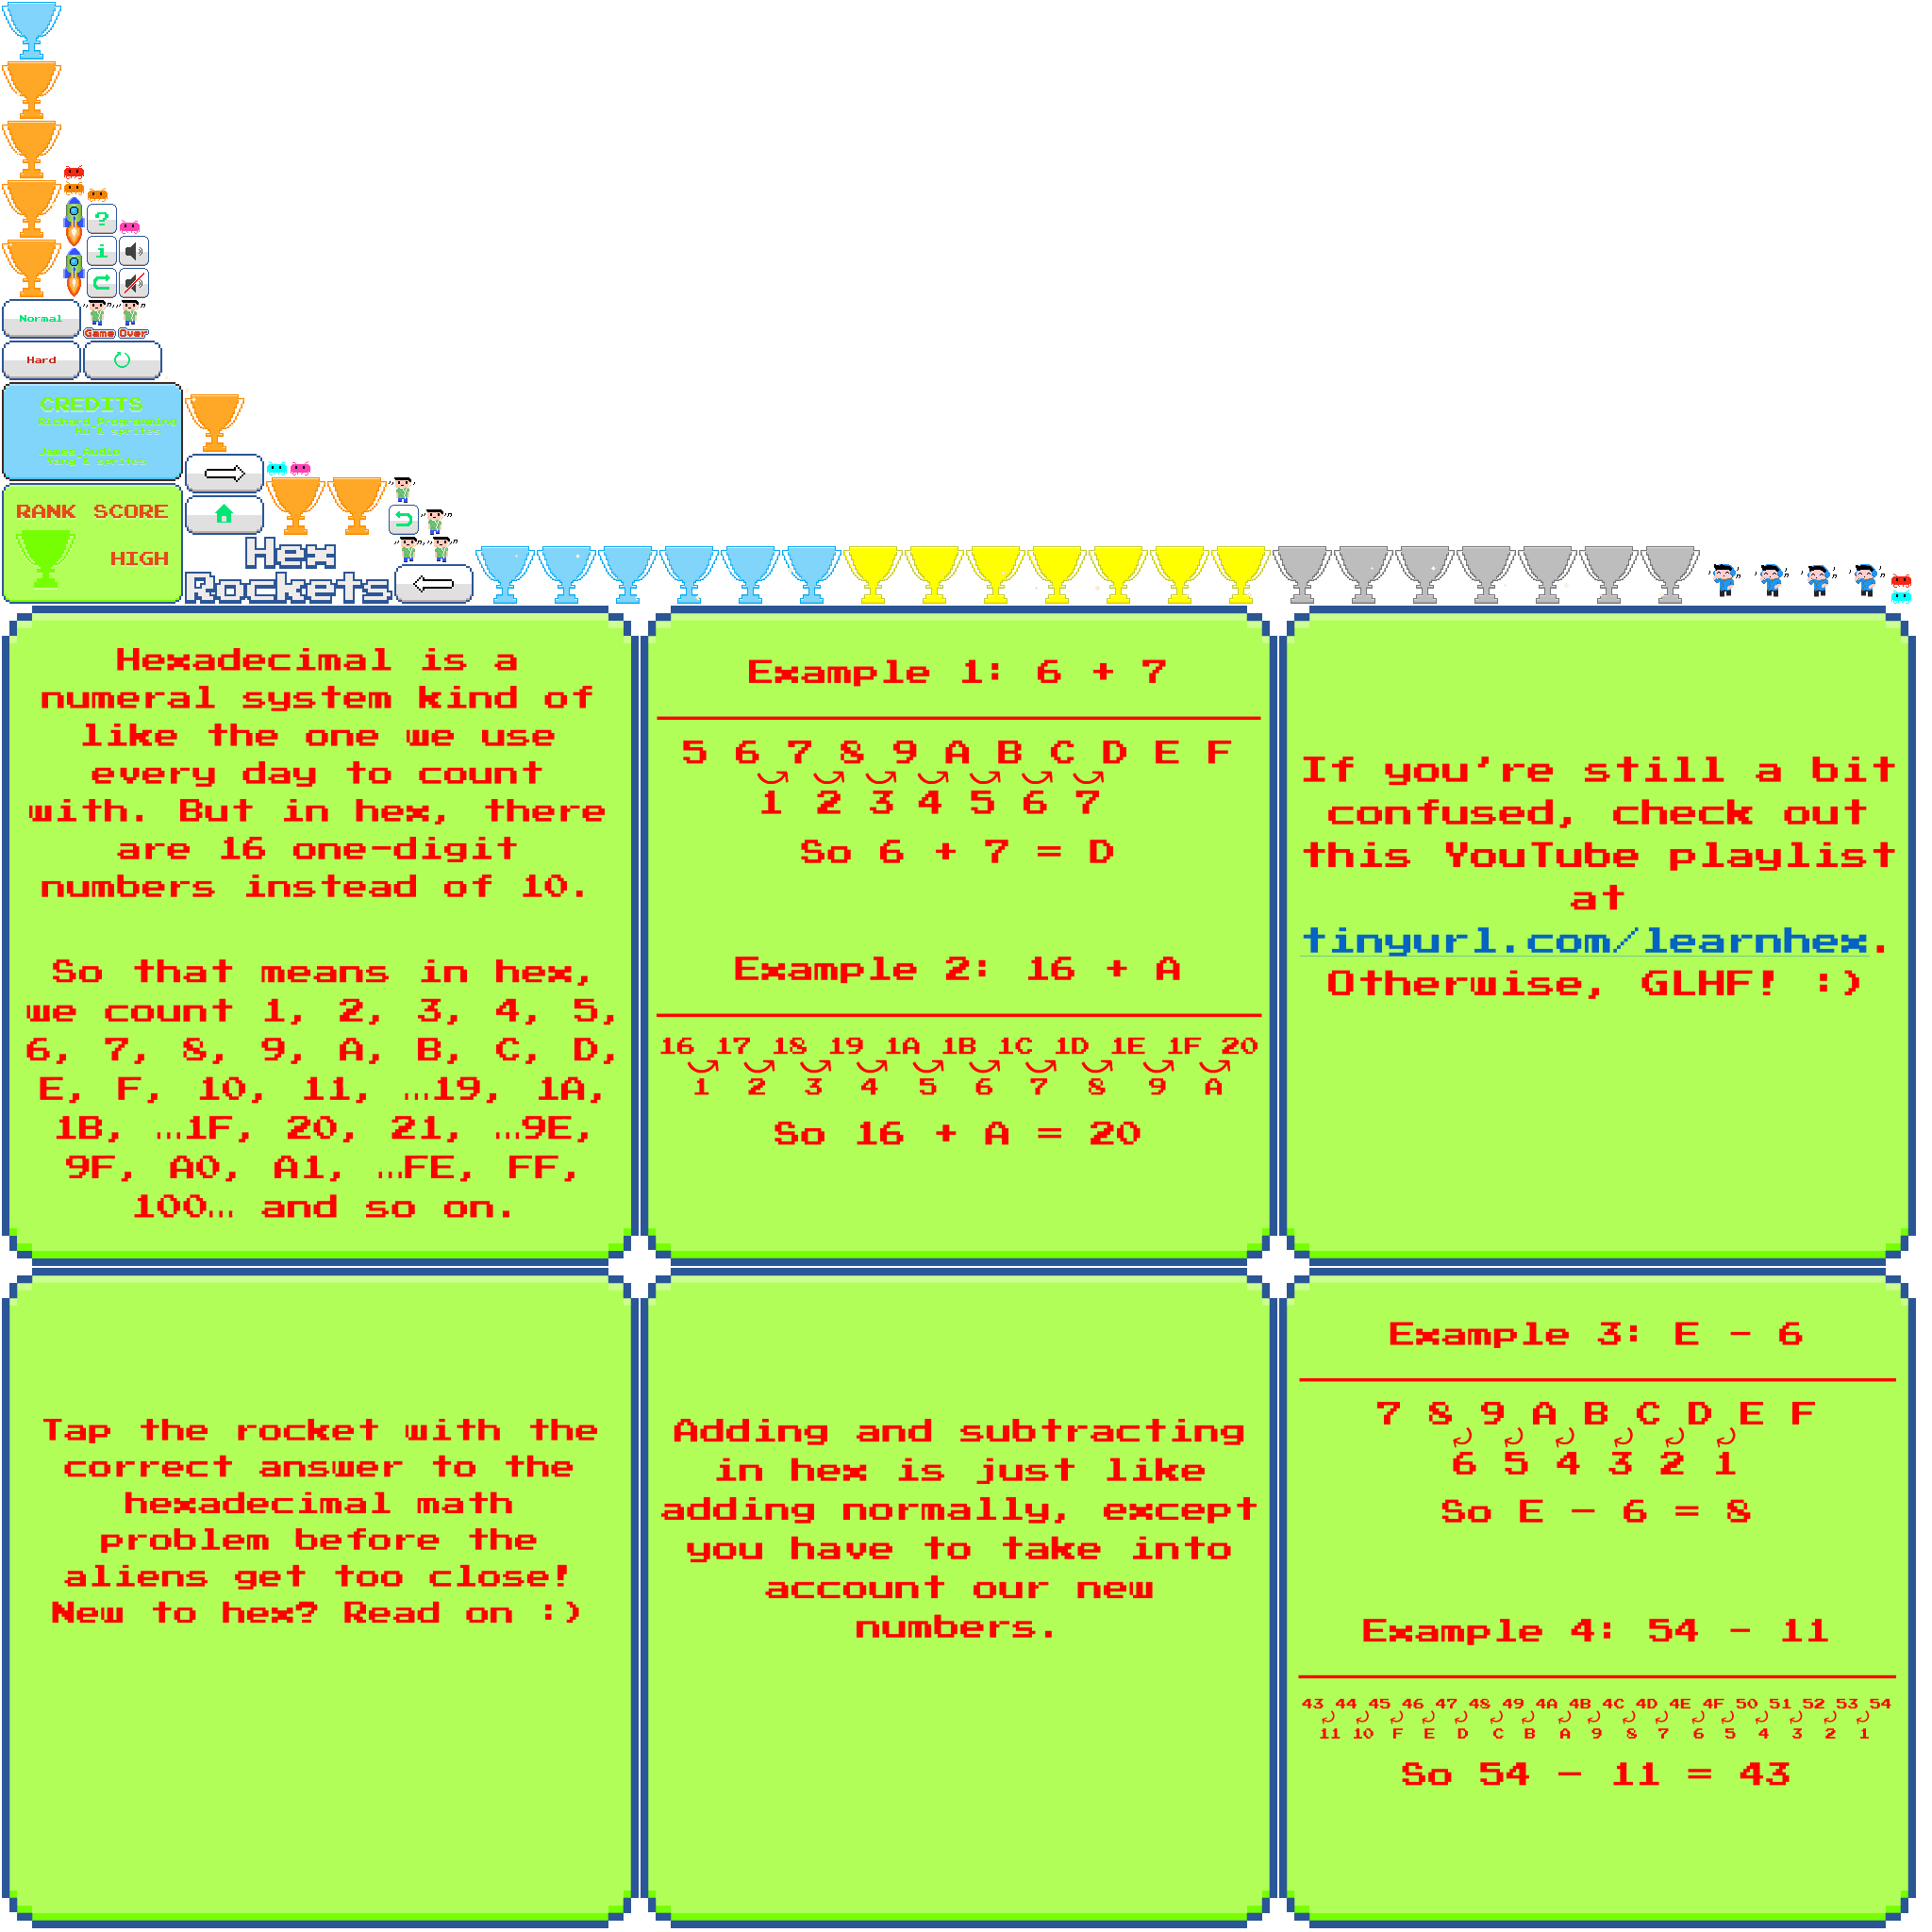 ?
i
Normal
Game Over
Hard
CREDITS
Richard_Programming
Hu & sprites
James_Audio
Yang & sprites
RANK SCORE
HIGH
Hex
Rockets
Hexadecimal is a
numeral system kind of
like the one we use
every day to count
with. But in hex, there
are 16 one-digit
numbers instead of 10.
So that means in hex,
we count 1, 2, 3, 4, 5,
6, 7, 8, 9, A, B, C, D,
E, F, 10, 11, …19, 1A,
1B, …1F, 20, 21, …9E,
9F, A0, A1, …FE, FF,
100… and so on.
Example 1: 6 + 7
5 6 7 8 9 A B C D E F
1 2 3 4 5 6 7
So 6 + 7 = D
Example 2: 16 + A
16 17 18 19 1A 1B 1C 1D 1E 1F 20
1 2 3 4 5 6 7 8 9 A
So 16 + A = 20
If you're still a bit
confused, check out
this YouTube playlist
at
tinyurl.com/learnhex.
Otherwise, GLHF! :)
Tap the rocket with the
correct answer to the
hexadecimal math
problem before the
aliens get too close!
New to hex? Read on :)
Adding and subtracting
in hex is just like
adding normally, except
you have to take into
account our new
numbers.
Example 3: E - 6
7 8 9 A B C D E F
6 5 4 3 2 1
So E - 6 = 8
Example 4: 54 - 11
43 44 45 46 47 48 49 4A 4B 4C 4D 4E 4F 50 51 52 53 54
11 10 F E D C B A 9 8 7 6 5 4 3 2 1
So 54 - 11 = 43